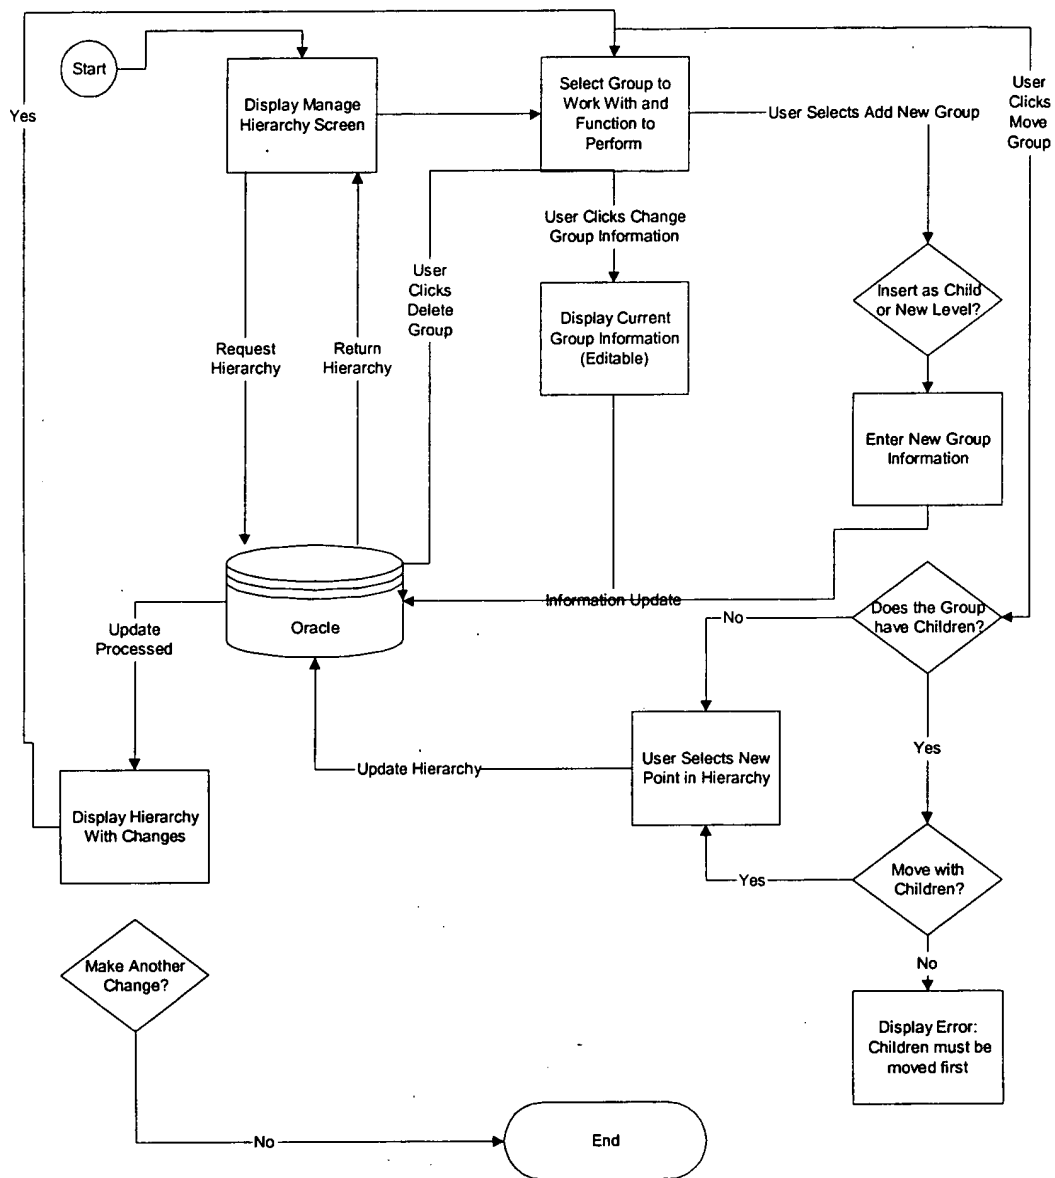 Start
Yes
Display Manage
Hierarchy Screen
Select Group to
Work With and
Function to
Perform
User Selects Add New Group
User
Clicks
Move
Group
User Clicks Change
Group Information
User
Clicks
Delete
Group
Insert as Child
or New Level?
Display Current
Group Information
(Editable)
Request
Hierarchy
Return
Hierarchy
Enter New Group
Information
Information Update
Oracle
Does the Group
have Children?
No
Update
Processed
Yes
User Selects New
Point in Hierarchy
Update Hierarchy
Display Hierarchy
With Changes
Move with
Children?
Yes
No
Make Another
Change?
Display Error:
Children must be
moved first
No
End